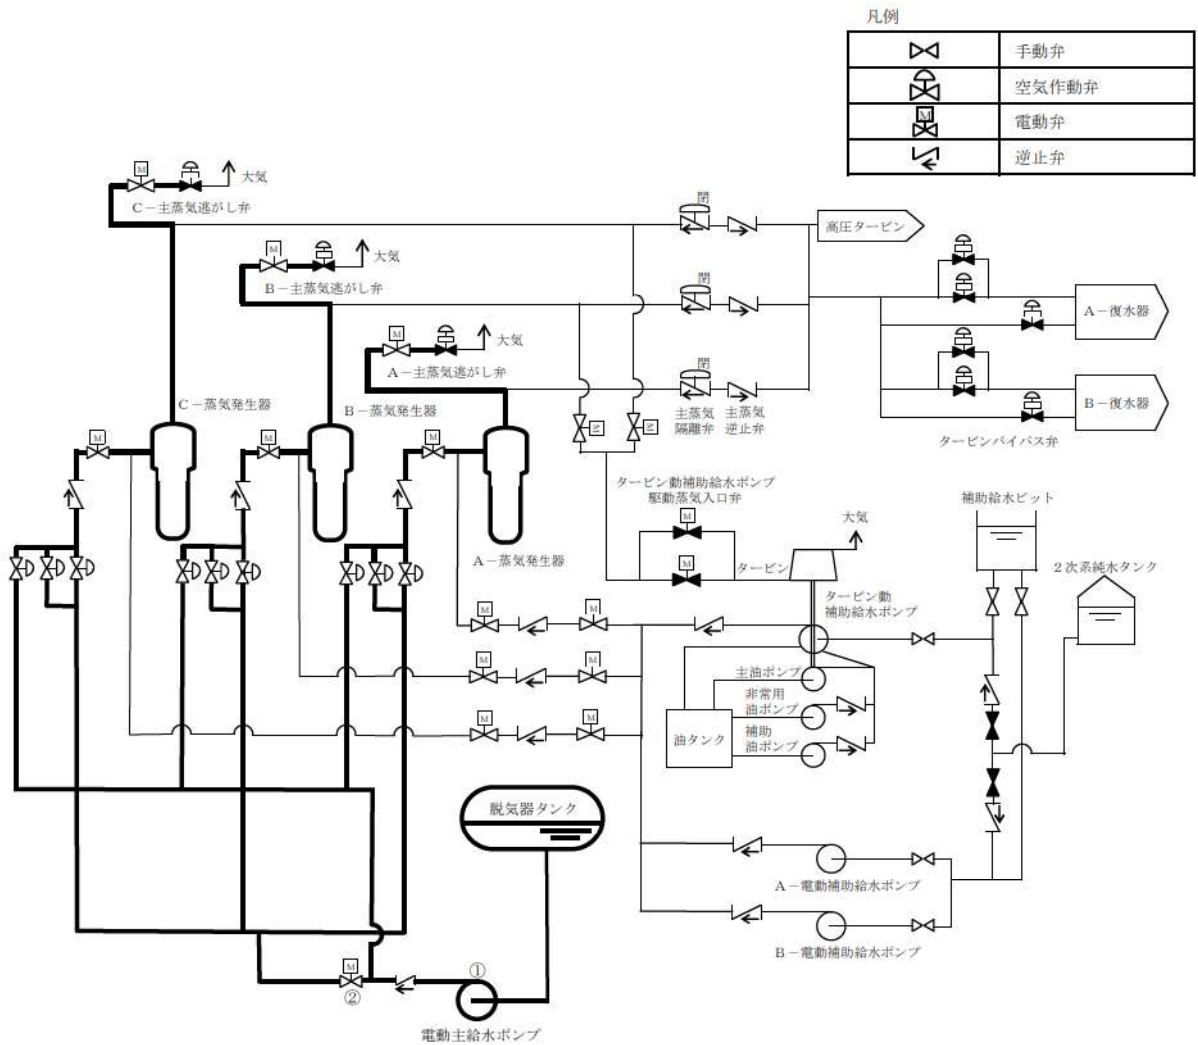 凡例
手動弁
空気作動弁
M
電動弁
逆止弁
M
大気
C－主蒸気逃がし弁
M
大気
B－主蒸気逃がし弁
M
大気
A－主蒸気逃がし弁
閉
閉
閉
高圧タービン
A－復水器
B－復水器
主蒸気
隔離弁
主蒸気
逆止弁
タービンバイパス弁
C－蒸気発生器
B－蒸気発生器
A－蒸気発生器
M
M
M
M
M
タービン動補助給水ポンプ
駆動蒸気入口弁
M
M
タービン
大気
補助給水ピット
2次系純水タンク
タービン動
補助給水ポンプ
M
M
M
M
M
M
主油ポンプ
非常用
油ポンプ
補助
油ポンプ
油タンク
脱気器タンク
A－電動補助給水ポンプ
B－電動補助給水ポンプ
M
②
①
電動主給水ポンプ